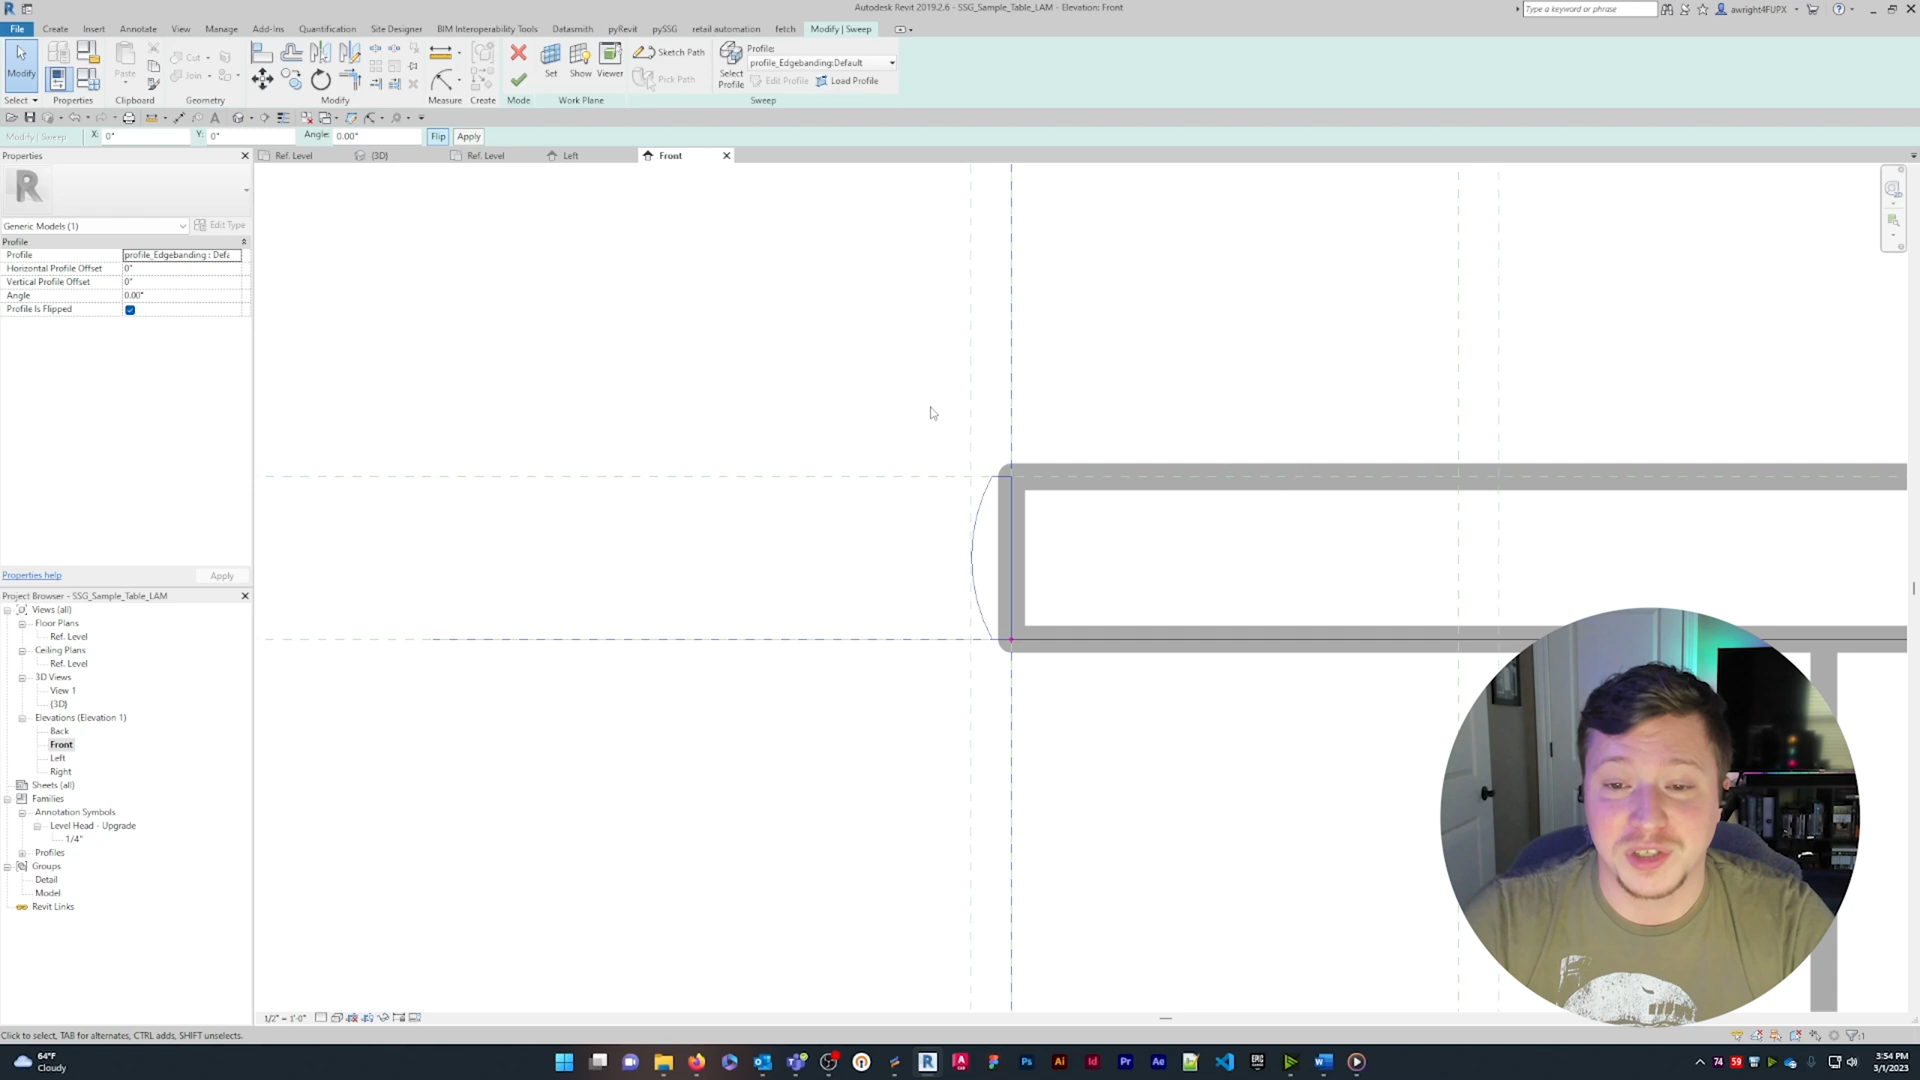 Autodesk Revit 2019.2.6 - SSG_Sample_Table_LAM - Elevation: Front
Type a keyword or phrase
awright4FUPX
File Create Insert Annotate View Manage Add-Ins Quantification Site Designer BIM Interoperability Tools Datasmith pyRevit pySSG retail automation fetch Modify | Sweep
Modify
Paste
Cut
Join
Set Show Viewer
Sketch Path
Pick Path
Select Profile
Profile:
profile_Edgebanding:Default
Edit Profile Load Profile
Select Properties Clipboard Geometry Modify Measure Create Mode Work Plane Sweep
Modify | Sweep X: 0" Y: 0" Angle: 0.00° Flip Apply
Properties
Ref. Level (3D) Ref. Level Left Front
Generic Models (1) Edit Type
Profile
Profile profile_Edgebanding : Defa
Horizontal Profile Offset 0"
Vertical Profile Offset 0"
Angle 0.00°
Profile Is Flipped
Properties help Apply
Project Browser - SSG_Sample_Table_LAM
Views (all)
Floor Plans
Ref. Level
Ceiling Plans
Ref. Level
3D Views
View 1
{3D}
Elevations (Elevation 1)
Back
Front
Left
Right
Sheets (all)
Families
Annotation Symbols
Level Head - Upgrade
1/4"
Profiles
Groups
Detail
Model
Revit Links
1/2" = 1'-0"
Click to select, TAB for alternates, CTRL adds, SHIFT unselects.
:1
64°F
Cloudy
74 59
3:54 PM
3/1/2023